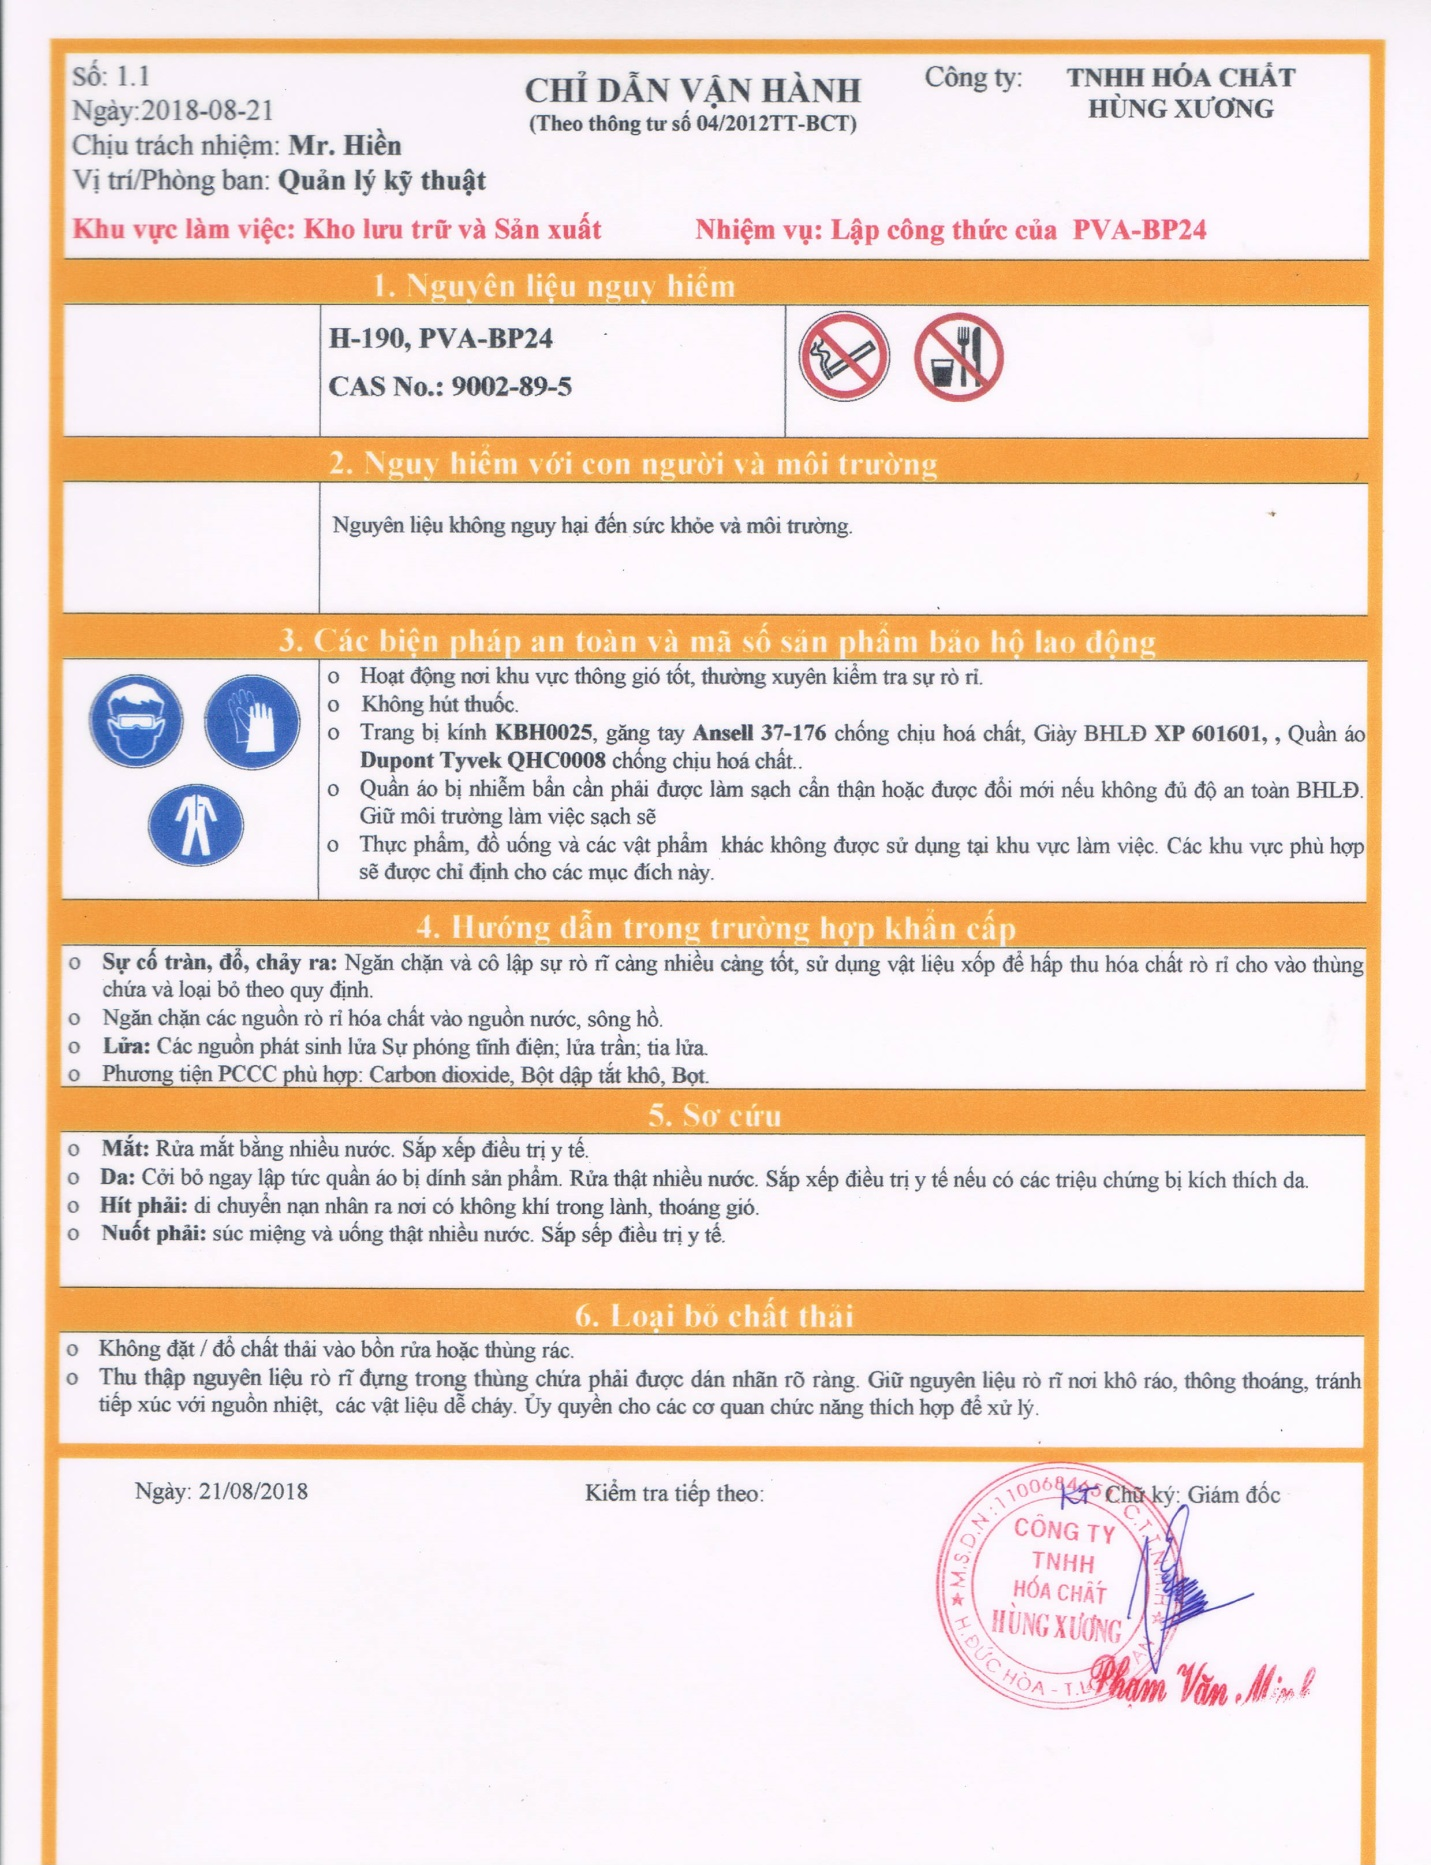 Số: 1.1
Ngày:2018-08-21
Chịu trách nhiệm: Mr. Hiền
Vị trí/Phòng ban: Quản lý kỹ thuật
CHỈ DẪN VẬN HÀNH
(Theo thông tư số 04/2012TT-BCT)
Công ty: TNHH HÓA CHẤT
HÙNG XƯƠNG
Khu vực làm việc: Kho lưu trữ và Sản xuất Nhiệm vụ: Lập công thức của PVA-BP24
1. Nguyên liệu nguy hiểm
H-190, PVA-BP24
CAS No.: 9002-89-5
2. Nguy hiểm với con người và môi trường
Nguyên liệu không nguy hại đến sức khỏe và môi trường.
3. Các biện pháp an toàn và mã số sản phẩm bảo hộ lao động
o Hoạt động nơi khu vực thông gió tốt, thường xuyên kiểm tra sự rò rỉ.
o Không hút thuốc.
o Trang bị kính KBH0025, găng tay Ansell 37-176 chống chịu hoá chất, Giày BHLĐ XP 601601, , Quần áo
Dupont Tyvek QHC0008 chống chịu hoá chất..
o Quần áo bị nhiễm bẩn cần phải được làm sạch cẩn thận hoặc được đổi mới nếu không đủ độ an toàn BHLĐ.
Giữ môi trường làm việc sạch sẽ
o Thực phẩm, đồ uống và các vật phẩm khác không được sử dụng tại khu vực làm việc. Các khu vực phù hợp
sẽ được chỉ định cho các mục đích này.
4. Hướng dẫn trong trường hợp khẩn cấp
o Sự cố tràn, đổ, chảy ra: Ngăn chặn và cô lập sự rò rĩ càng nhiều càng tốt, sử dụng vật liệu xốp để hấp thu hóa chất rò rỉ cho vào thùng
chứa và loại bỏ theo quy định.
o Ngăn chặn các nguồn rò rỉ hóa chất vào nguồn nước, sông hồ.
o Lửa: Các nguồn phát sinh lửa Sự phóng tĩnh điện; lửa trần; tia lửa.
o Phương tiện PCCC phù hợp: Carbon dioxide, Bột dập tắt khô, Bọt.
5. Sơ cứu
o Mắt: Rửa mắt bằng nhiều nước. Sắp xếp điều trị y tế.
o Da: Cởi bỏ ngay lập tức quần áo bị dính sản phẩm. Rửa thật nhiều nước. Sắp xếp điều trị y tế nếu có các triệu chứng bị kích thích da.
o Hít phải: di chuyển nạn nhân ra nơi có không khí trong lành, thoáng gió.
o Nuốt phải: súc miệng và uống thật nhiều nước. Sắp sếp điều trị y tế.
6. Loại bỏ chất thải
o Không đặt / đổ chất thải vào bồn rửa hoặc thùng rác.
o Thu thập nguyên liệu rò rĩ đựng trong thùng chứa phải được dán nhãn rõ ràng. Giữ nguyên liệu rò rĩ nơi khô ráo, thông thoáng, tránh
tiếp xúc với nguồn nhiệt, các vật liệu dễ cháy. Ủy quyền cho các cơ quan chức năng thích hợp để xử lý.
Ngày: 21/08/2018
Kiểm tra tiếp theo:
KT Chữ ký: Giám đốc
M.S.D.N: 1100684659 C.T.T.N.H.H
CÔNG TY
TNHH
HÓA CHẤT
HÙNG XƯƠNG
H.ĐỨC HÒA - T.
Phạm Văn Minh